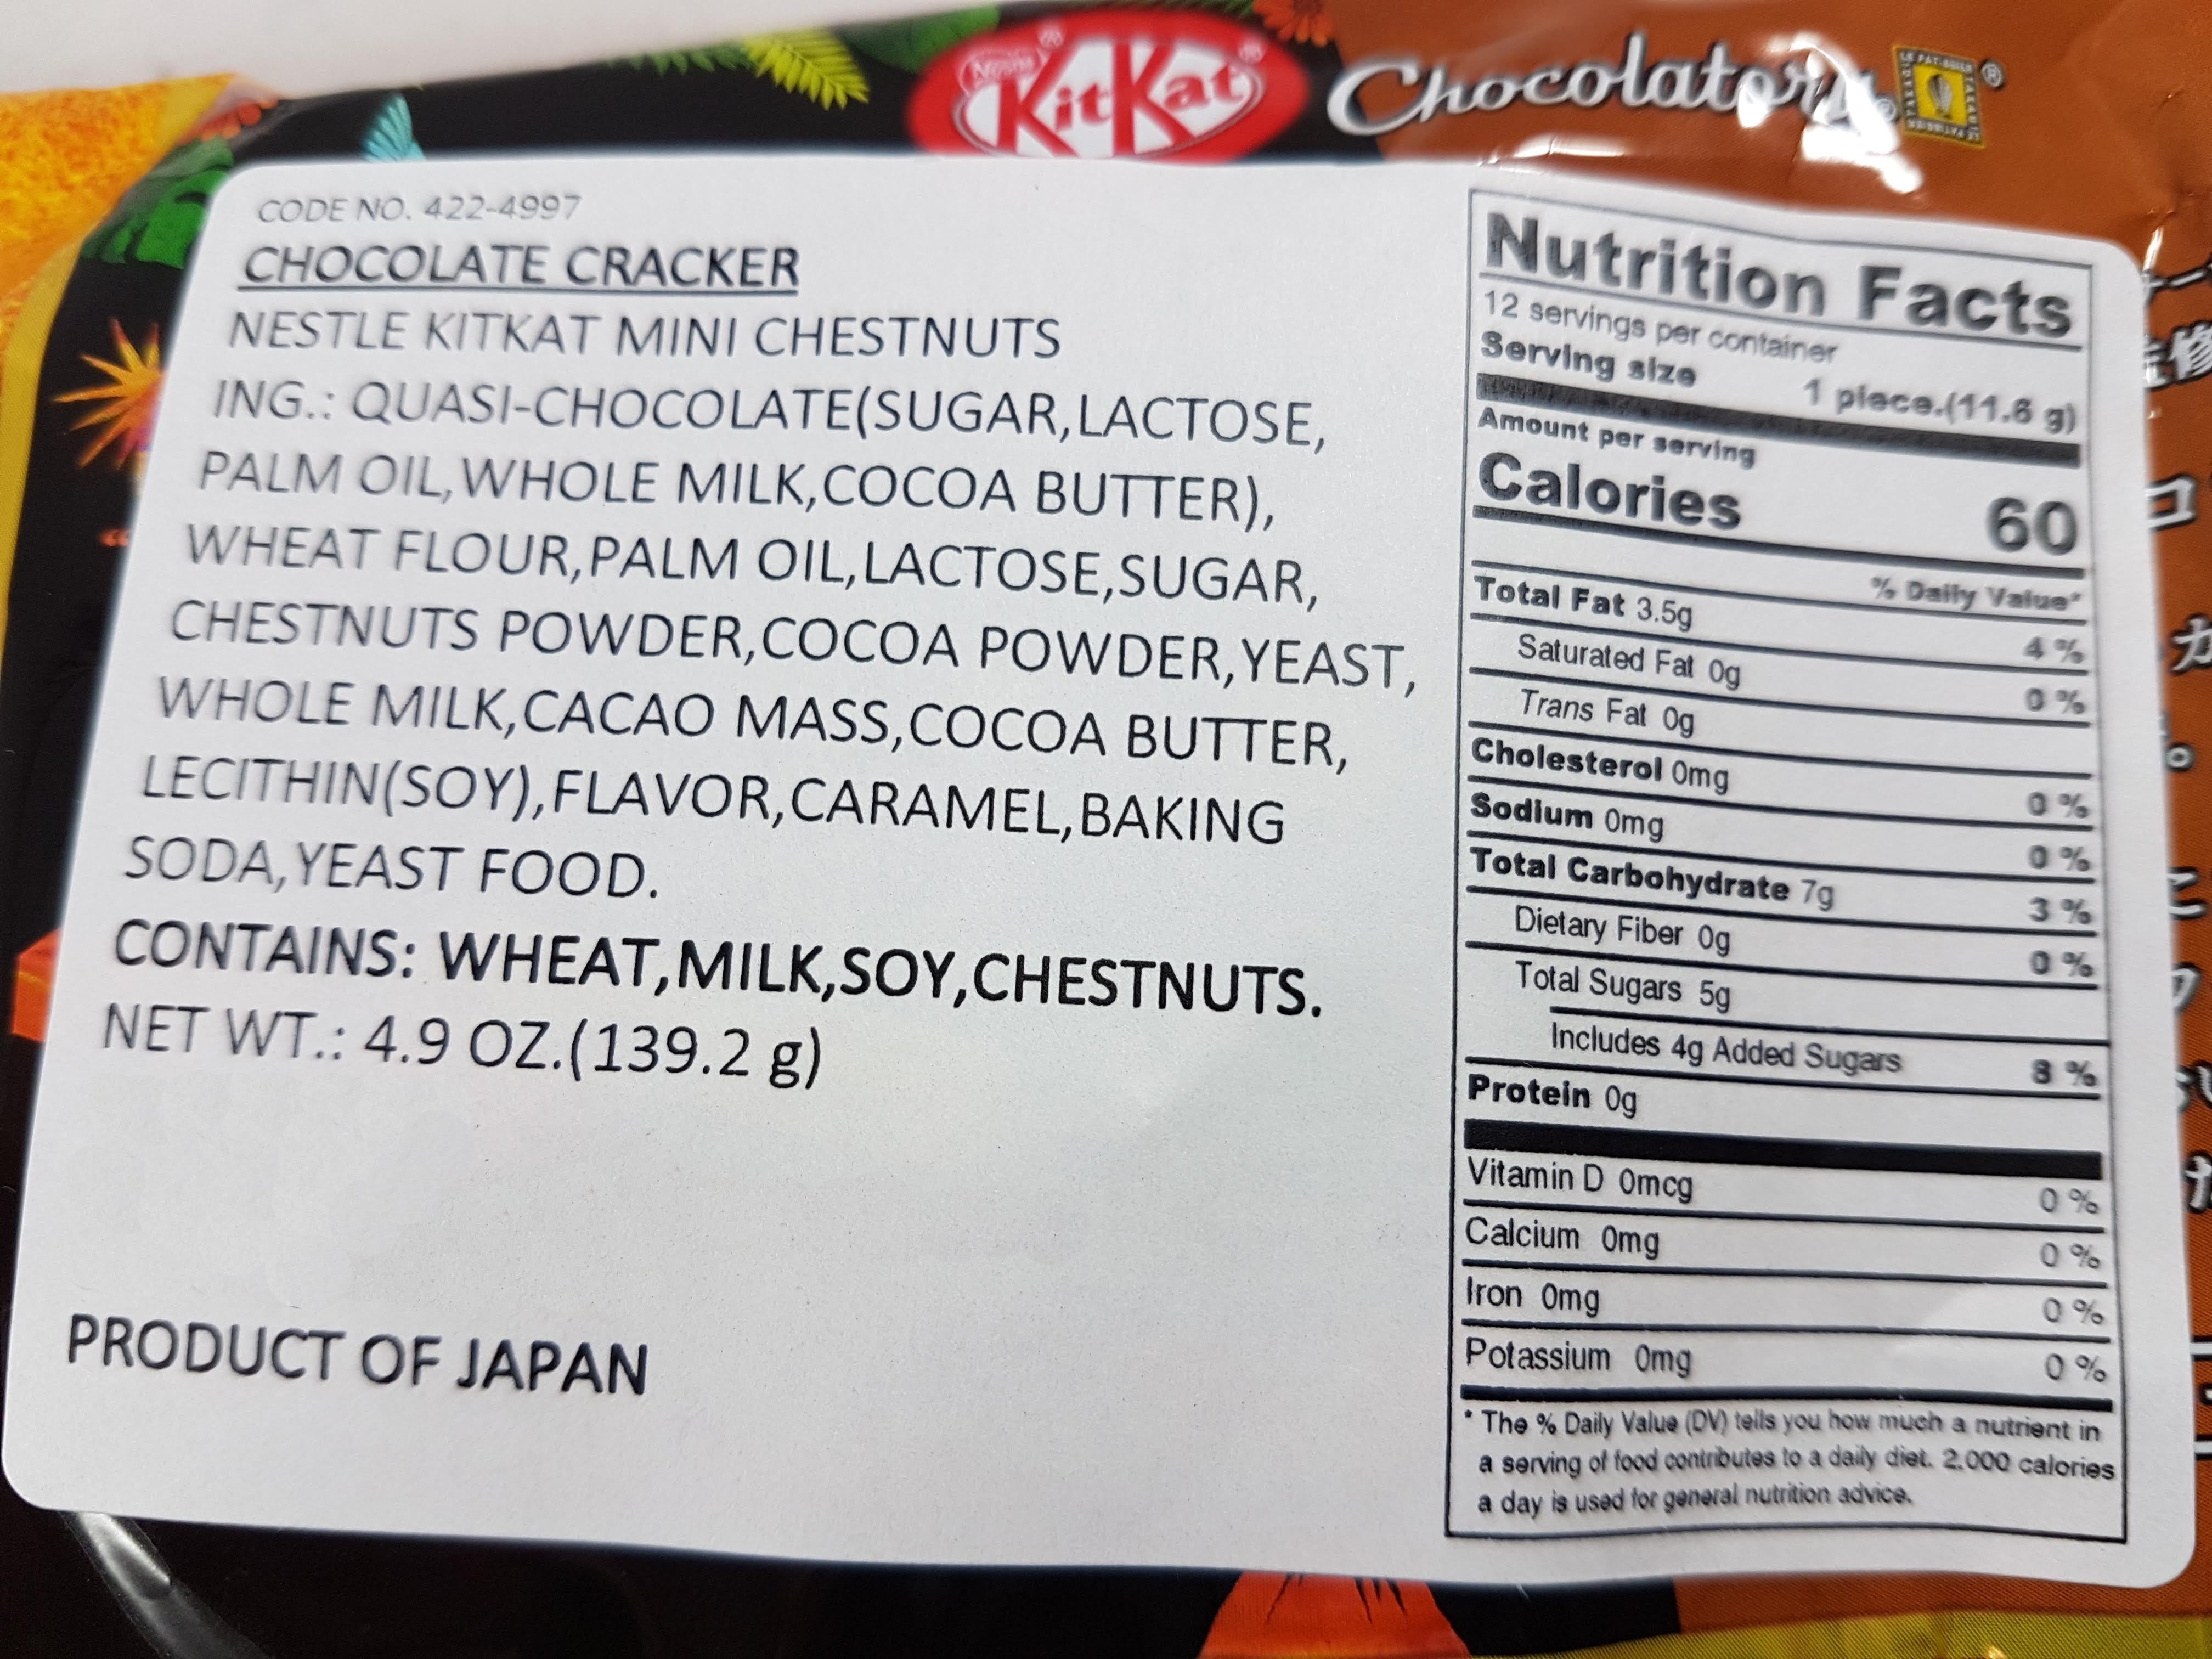 Nestlé® KitKat® Chocolatory®
CODE NO. 422-4997
CHOCOLATE CRACKER
NESTLE KITKAT MINI CHESTNUTS
ING.: QUASI-CHOCOLATE(SUGAR,LACTOSE,
PALM OIL,WHOLE MILK,COCOA BUTTER),
WHEAT FLOUR,PALM OIL,LACTOSE,SUGAR,
CHESTNUTS POWDER,COCOA POWDER,YEAST,
WHOLE MILK,CACAO MASS,COCOA BUTTER,
LECITHIN(SOY),FLAVOR,CARAMEL,BAKING
SODA,YEAST FOOD.
CONTAINS: WHEAT,MILK,SOY,CHESTNUTS.
NET WT.: 4.9 OZ.(139.2 g)
PRODUCT OF JAPAN
Nutrition Facts
12 servings per container
Serving size 1 piece.(11.6 g)
Amount per serving
Calories 60
% Daily Value*
Total Fat 3.5g 4 %
Saturated Fat 0g 0 %
Trans Fat 0g
Cholesterol 0mg 0 %
Sodium 0mg 0 %
Total Carbohydrate 7g 3 %
Dietary Fiber 0g 0 %
Total Sugars 5g
Includes 4g Added Sugars 8 %
Protein 0g
Vitamin D 0mcg 0 %
Calcium 0mg 0 %
Iron 0mg 0 %
Potassium 0mg 0 %
* The % Daily Value (DV) tells you how much a nutrient in
a serving of food contributes to a daily diet. 2,000 calories
a day is used for general nutrition advice.